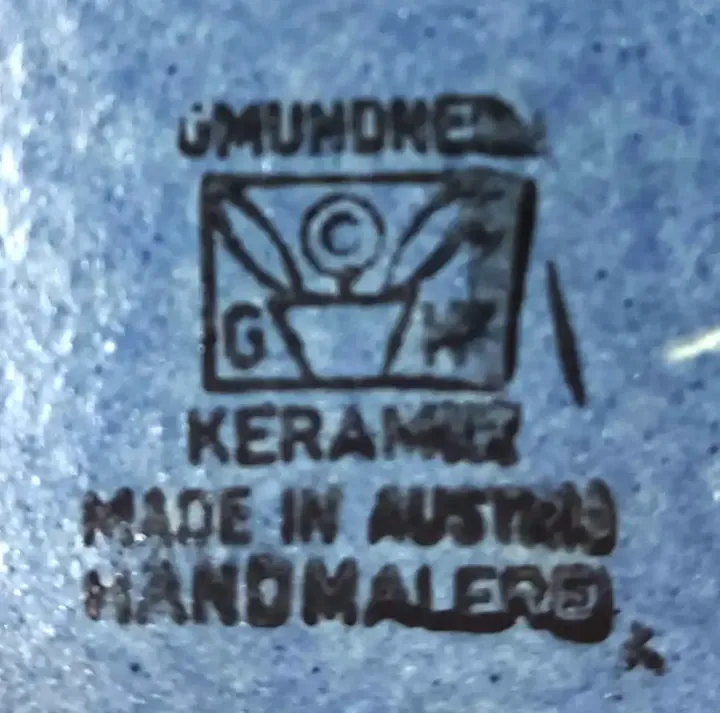 GMUNDNER
©
G K
KERAMIK
MADE IN AUSTRIA
HANDMALEREI